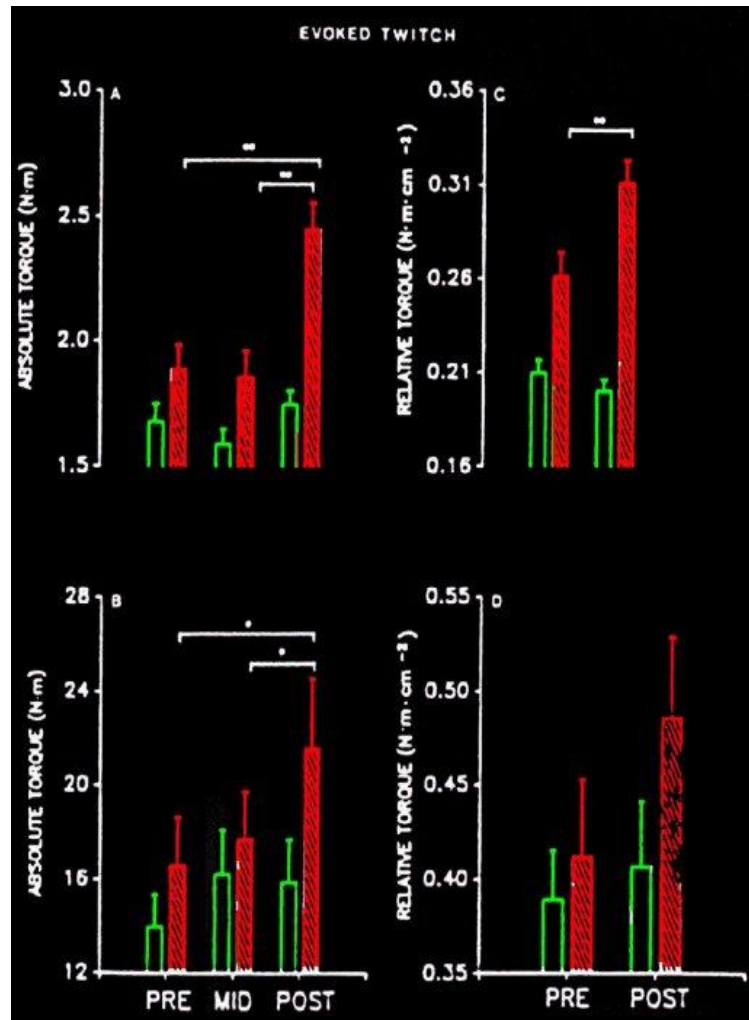 EVOKED TWITCH
A
ABSOLUTE TORQUE (N·m)
3.0
2.5
2.0
1.5
**
**
C
RELATIVE TORQUE (N·m·cm⁻²)
0.36
0.31
0.26
0.21
0.16
**
B
ABSOLUTE TORQUE (N·m)
28
24
20
16
12
*
*
PRE MID POST
D
RELATIVE TORQUE (N·m·cm⁻²)
0.55
0.50
0.45
0.40
0.35
PRE POST